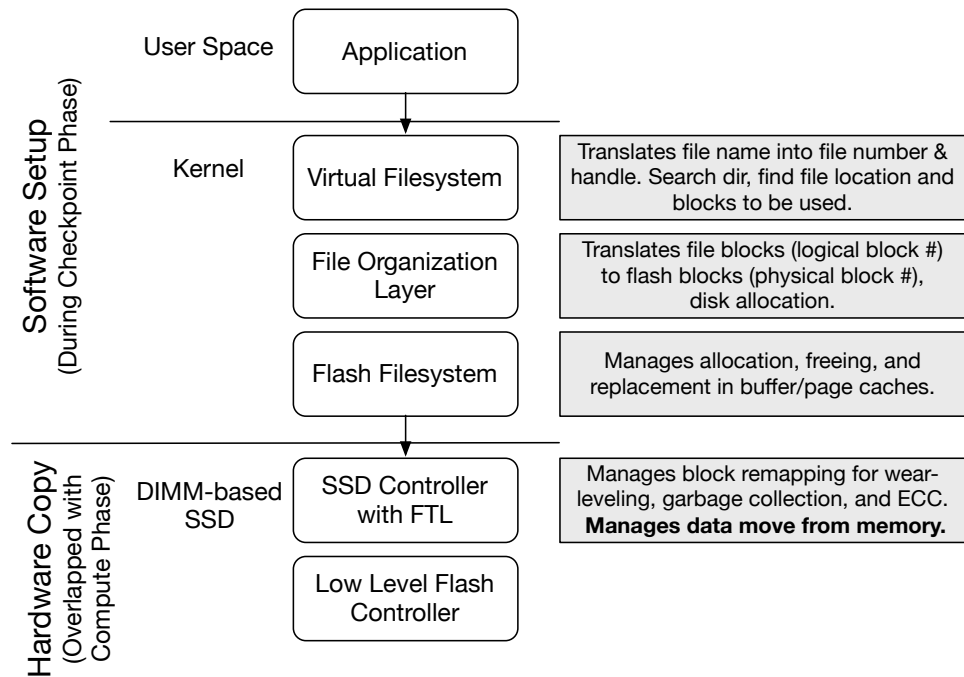 User Space
Application
Software Setup
(During Checkpoint Phase)
Kernel
Virtual Filesystem
Translates file name into file number &
handle. Search dir, find file location and
blocks to be used.
File Organization
Layer
Translates file blocks (logical block #)
to flash blocks (physical block #),
disk allocation.
Flash Filesystem
Manages allocation, freeing, and
replacement in buffer/page caches.
Hardware Copy
(Overlapped with
Compute Phase)
DIMM-based
SSD
SSD Controller
with FTL
Manages block remapping for wear-
leveling, garbage collection, and ECC.
Manages data move from memory.
Low Level Flash
Controller